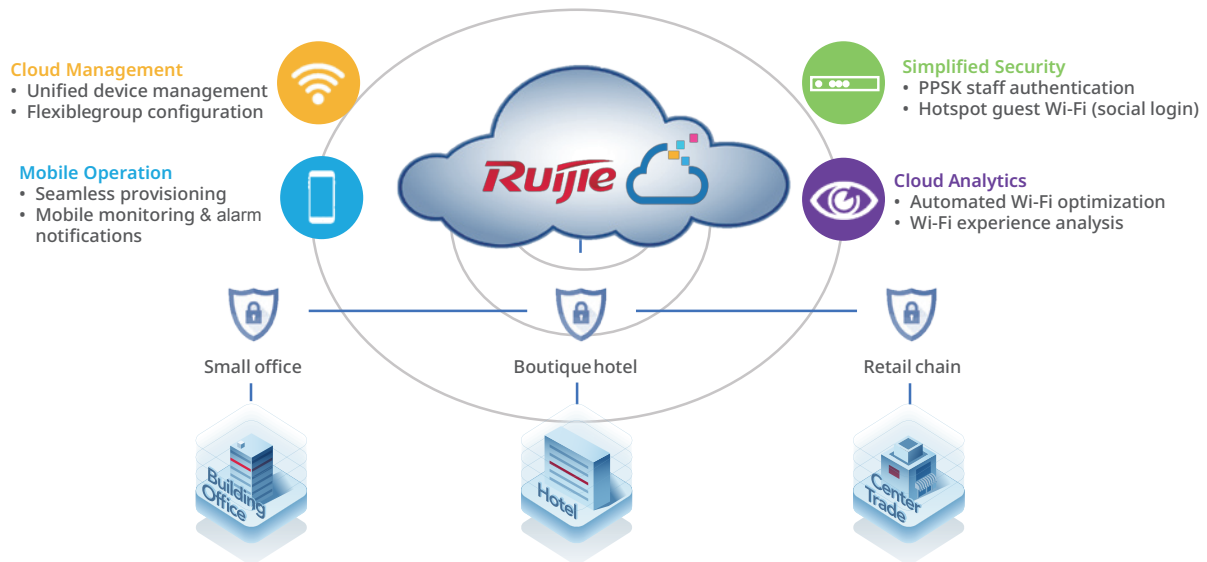 Cloud Management
• Unified device management
• Flexiblegroup configuration
Mobile Operation
• Seamless provisioning
• Mobile monitoring & alarm
notifications
Ruijie
Simplified Security
• PPSK staff authentication
• Hotspot guest Wi-Fi (social login)
Cloud Analytics
• Automated Wi-Fi optimization
• Wi-Fi experience analysis
Small office
Boutiquehotel
Retail chain
Building
Office
Hotel
Center
Trade